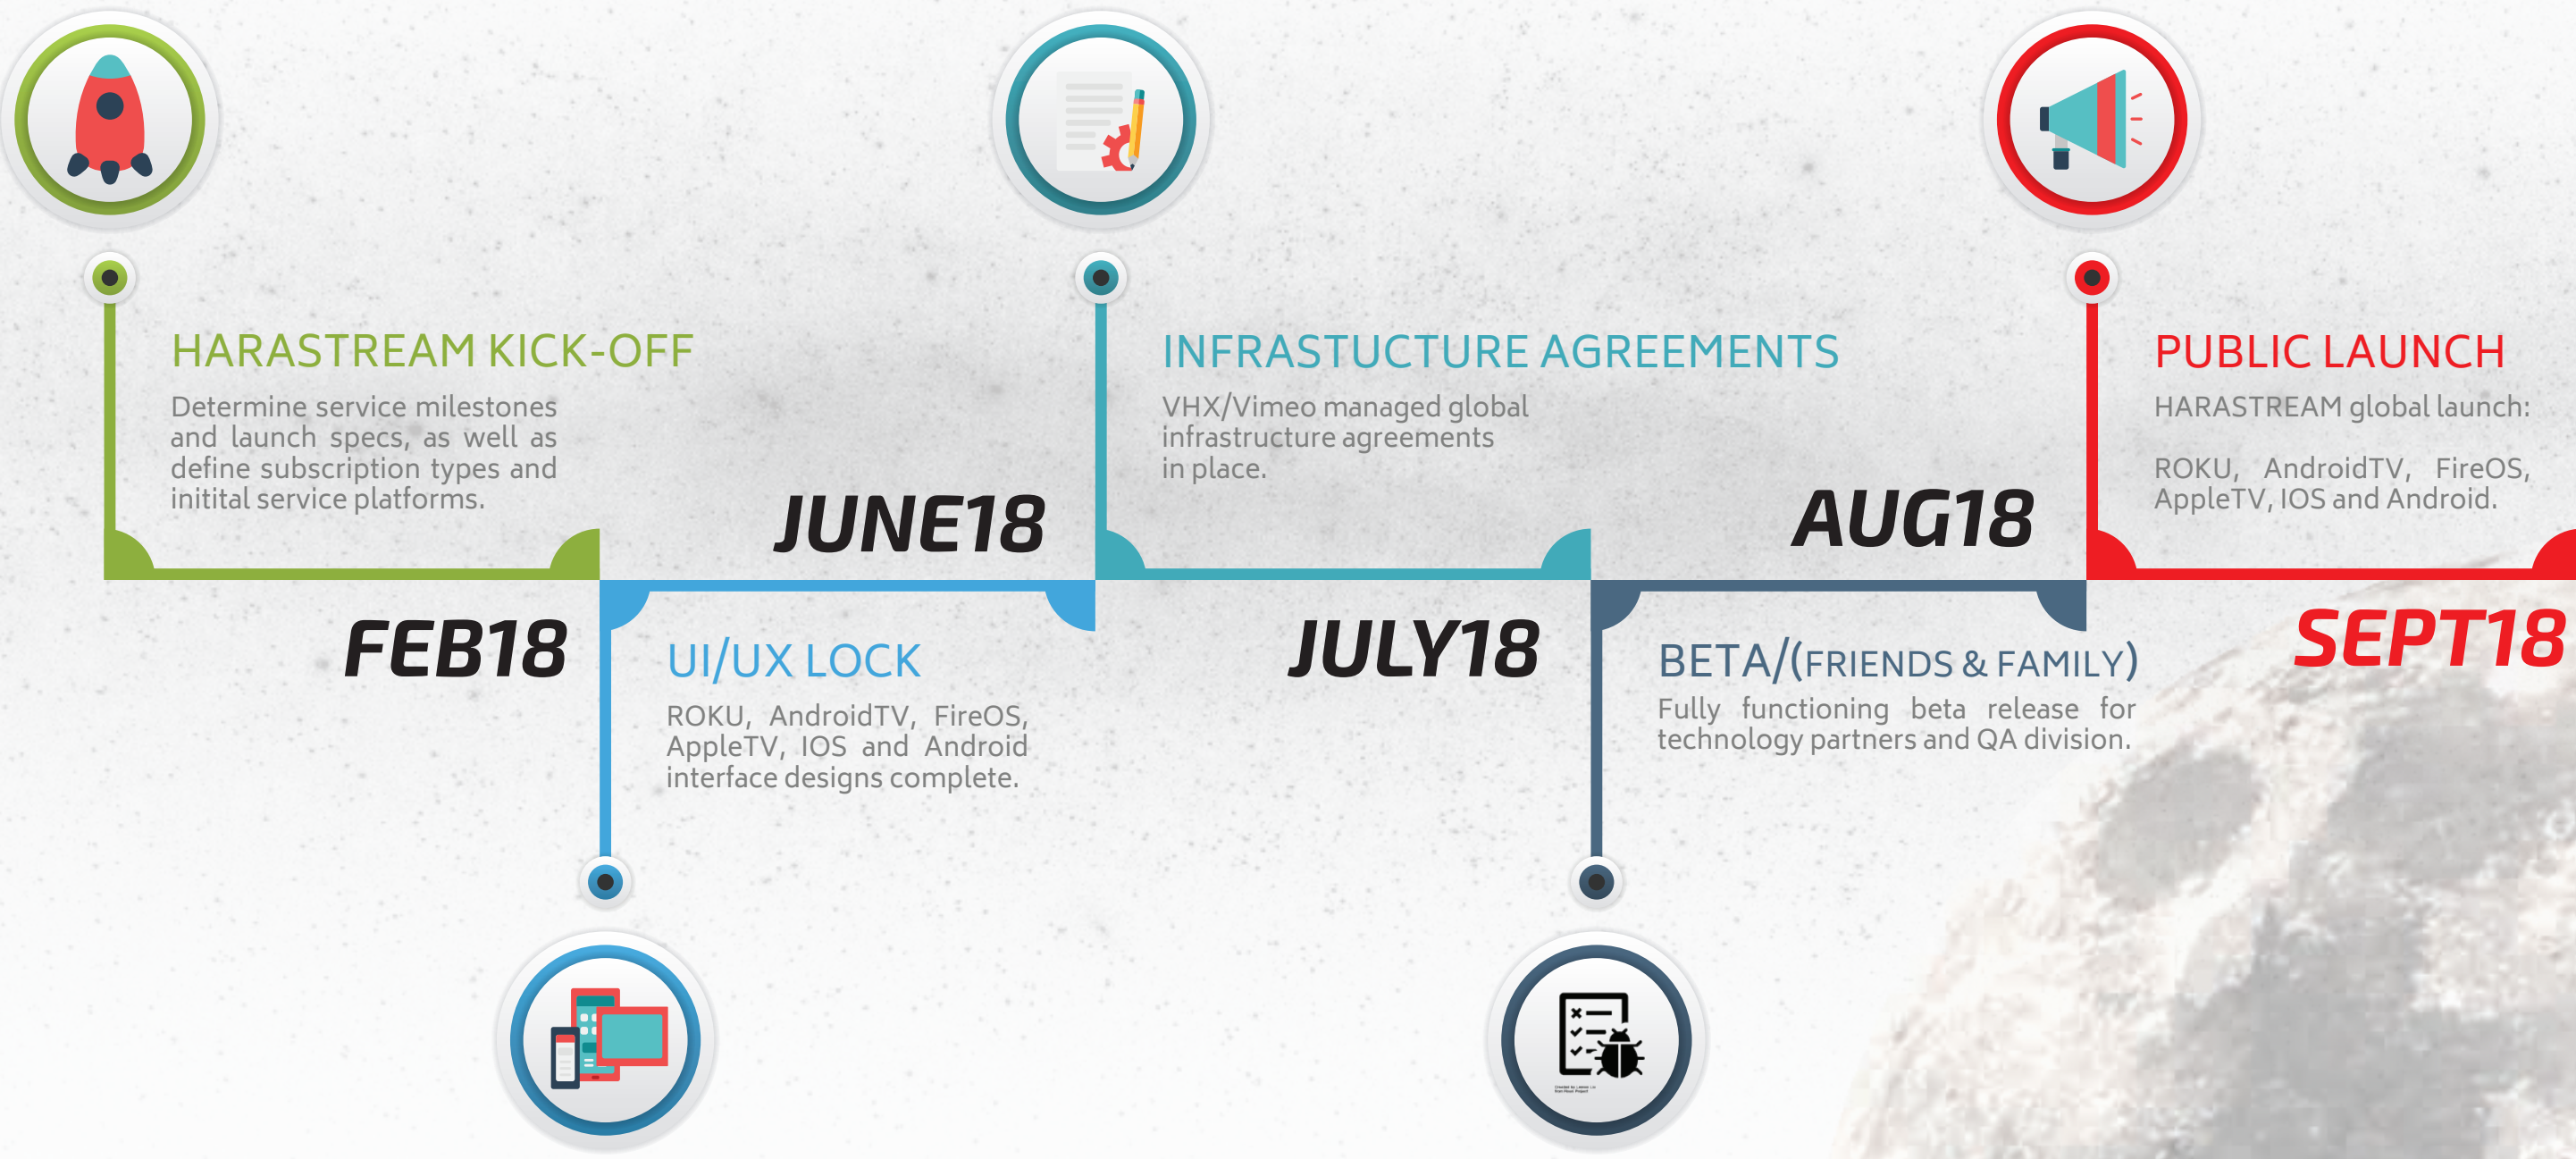 HARASTREAM KICK-OFF
Determine service milestones
and launch specs, as well as
define subscription types and
initital service platforms.
FEB18
UI/UX LOCK
ROKU, AndroidTV, FireOS,
AppleTV, IOS and Android
interface designs complete.
JUNE18
INFRASTUCTURE AGREEMENTS
VHX/Vimeo managed global
infrastructure agreements
in place.
JULY18
BETA/(FRIENDS & FAMILY)
Fully functioning beta release for
technology partners and QA division.
AUG18
PUBLIC LAUNCH
HARASTREAM global launch:
ROKU, AndroidTV, FireOS,
AppleTV, IOS and Android.
SEPT18